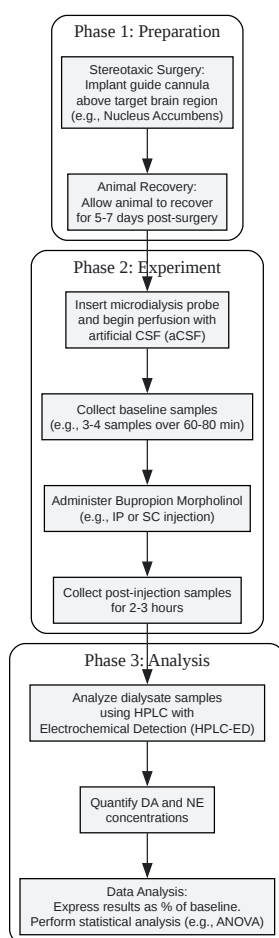 Phase 1: Preparation
Stereotaxic Surgery:
Implant guide cannula
above target brain region
(e.g., Nucleus Accumbens)
Animal Recovery:
Allow animal to recover
for 5-7 days post-surgery
Phase 2: Experiment
Insert microdialysis probe
and begin perfusion with
artificial CSF (aCSF)
Collect baseline samples
(e.g., 3-4 samples over 60-80 min)
Administer Bupropion Morpholinol
(e.g., IP or SC injection)
Collect post-injection samples
for 2-3 hours
Phase 3: Analysis
Analyze dialysate samples
using HPLC with
Electrochemical Detection (HPLC-ED)
Quantify DA and NE
concentrations
Data Analysis:
Express results as % of baseline.
Perform statistical analysis (e.g., ANOVA)